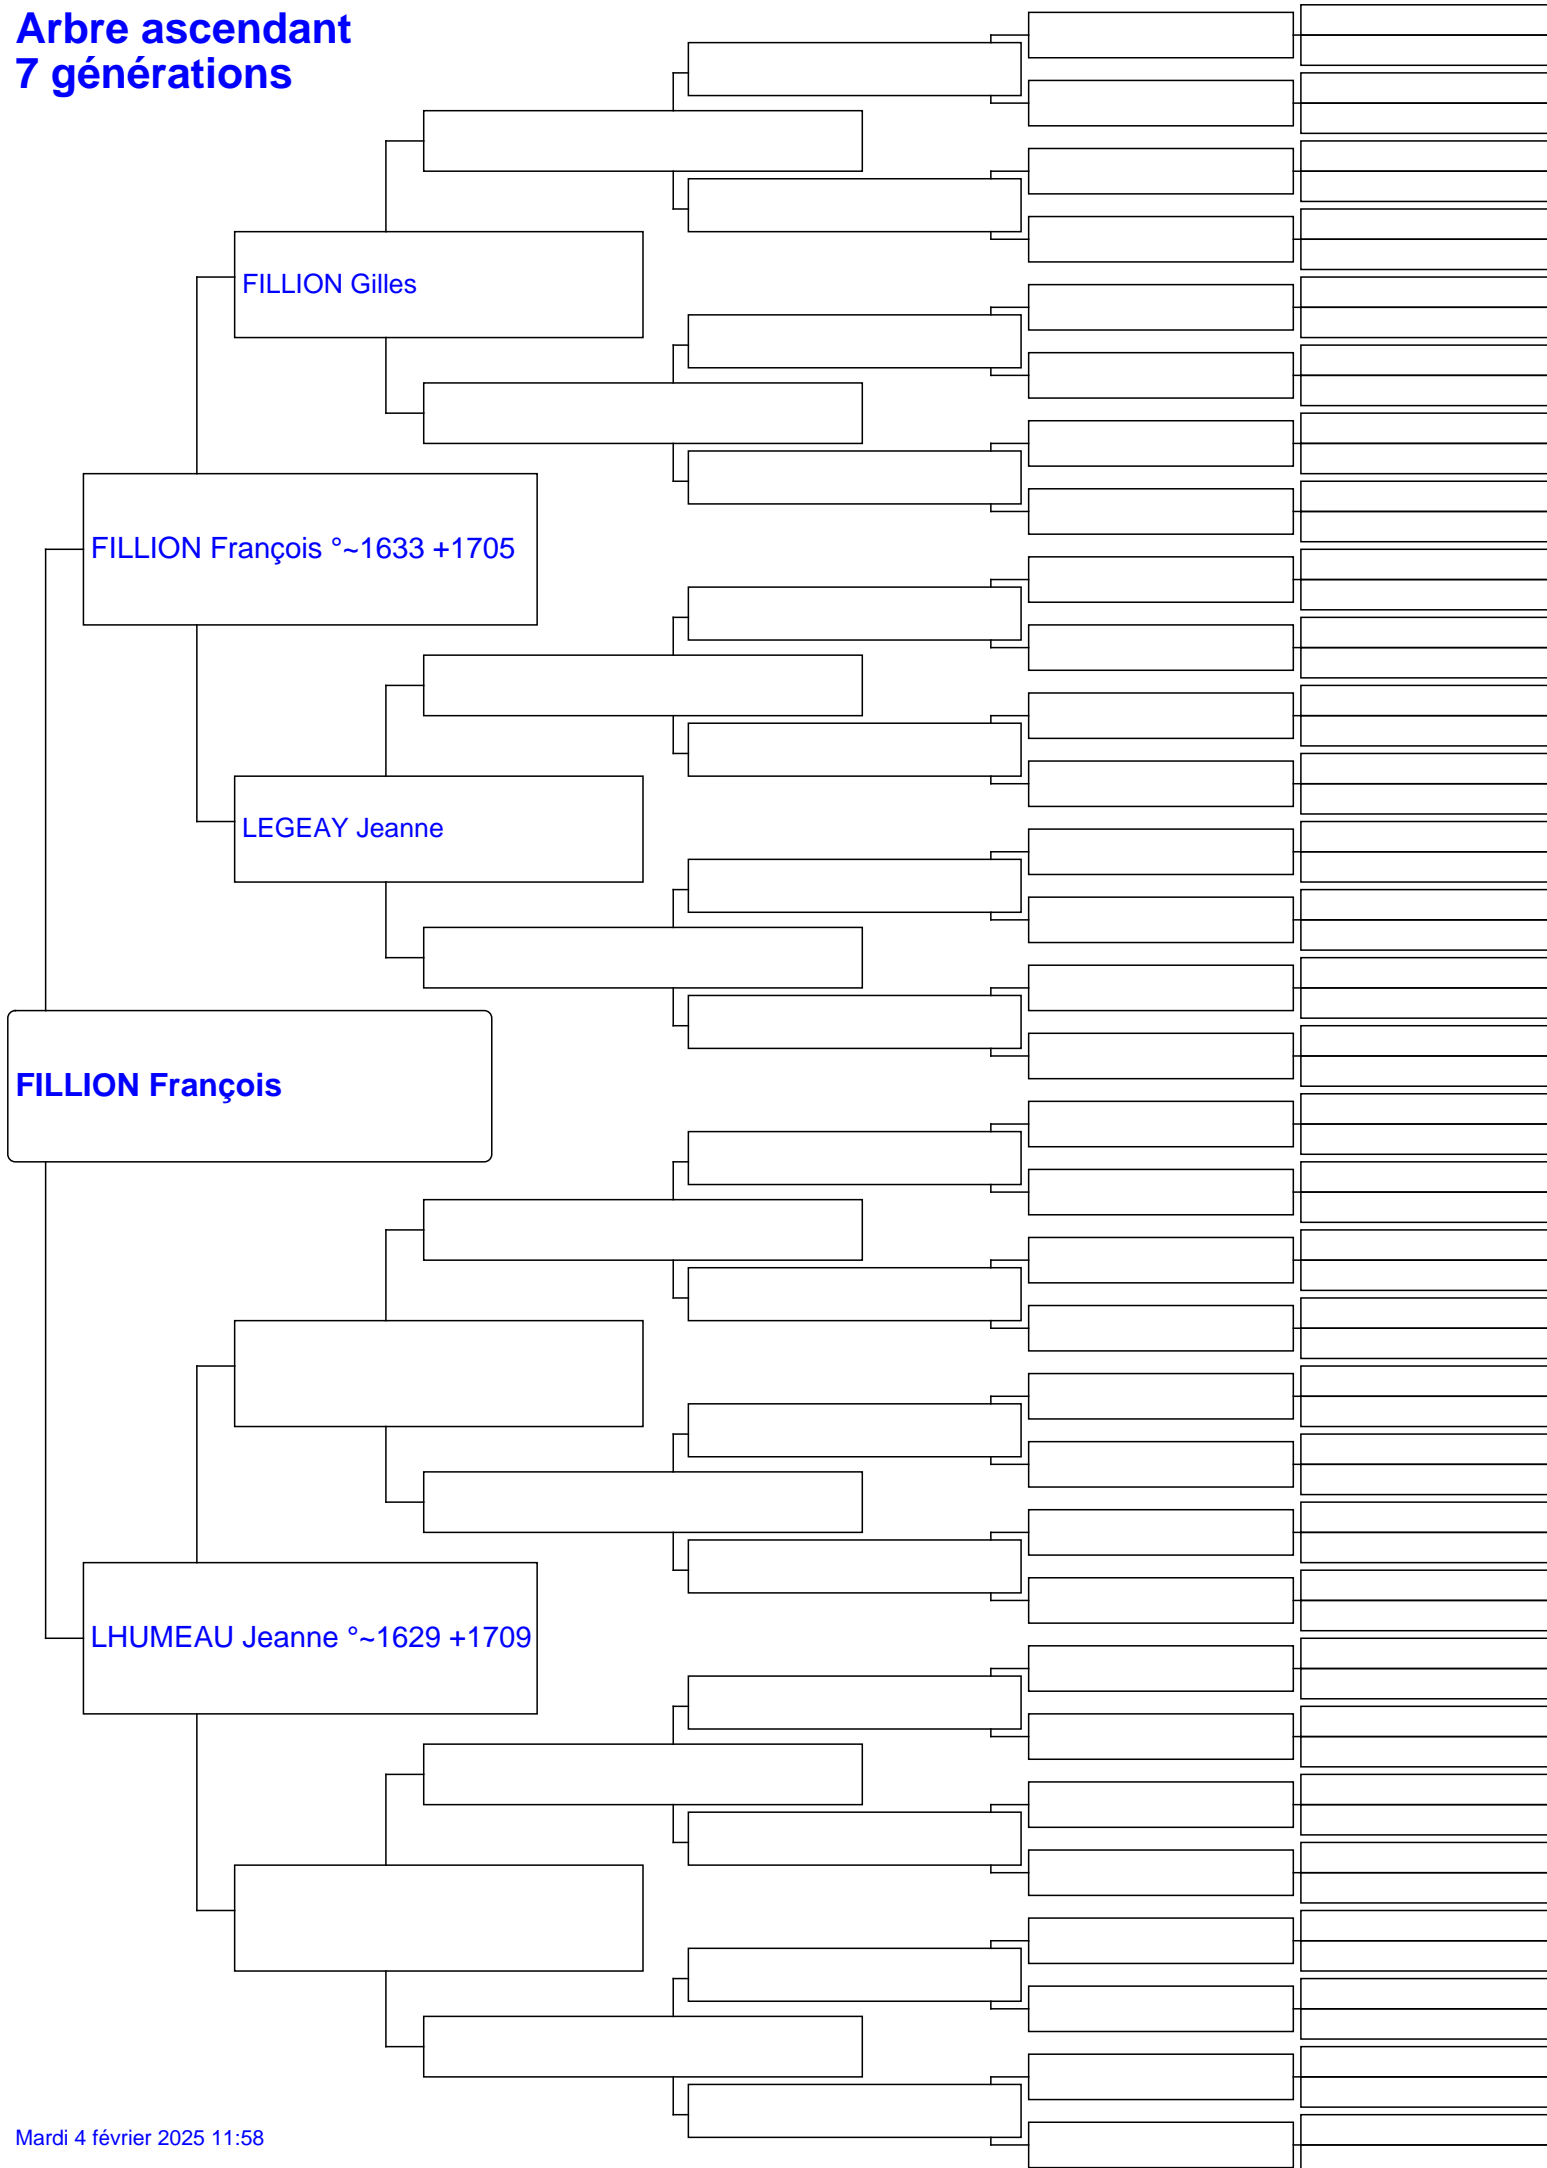 Arbre ascendant
7 générations
FILLION Gilles
FILLION François °~1633 +1705
LEGEAY Jeanne
FILLION François
LHUMEAU Jeanne °~1629 +1709
Mardi 4 février 2025 11:58